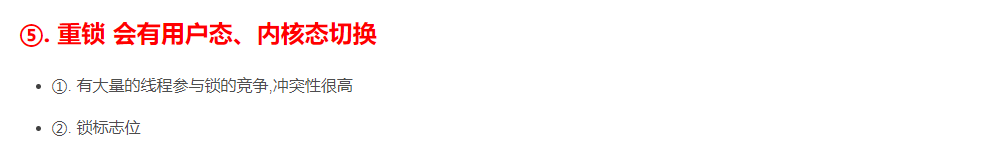 ⑤. 重锁 会有用户态、内核态切换
①. 有大量的线程参与锁的竞争,冲突性很高
②. 锁标志位